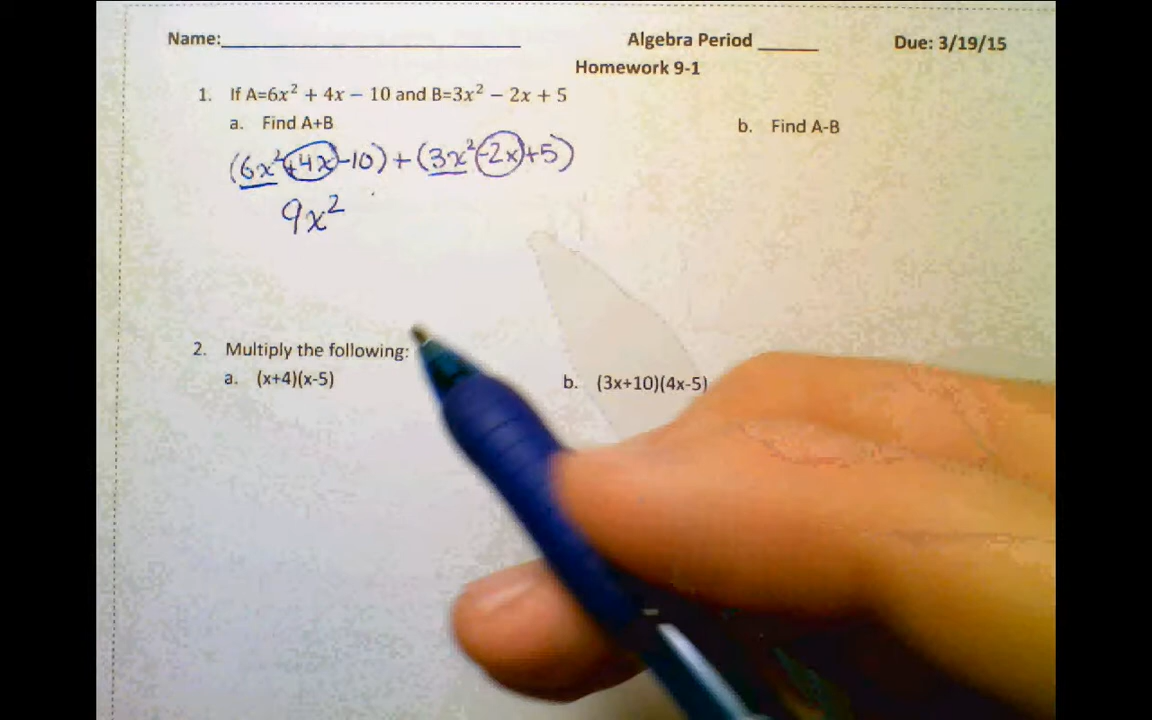 Name:____________ Algebra Period _____ Due: 3/19/15
Homework 9-1
1. If A=6x² + 4x − 10 and B=3x² − 2x + 5
a. Find A+B b. Find A-B
(6x²+4x-10)+(3x²-2x+5)
9x²
2. Multiply the following:
a. (x+4)(x-5) b. (3x+10)(4x-5)